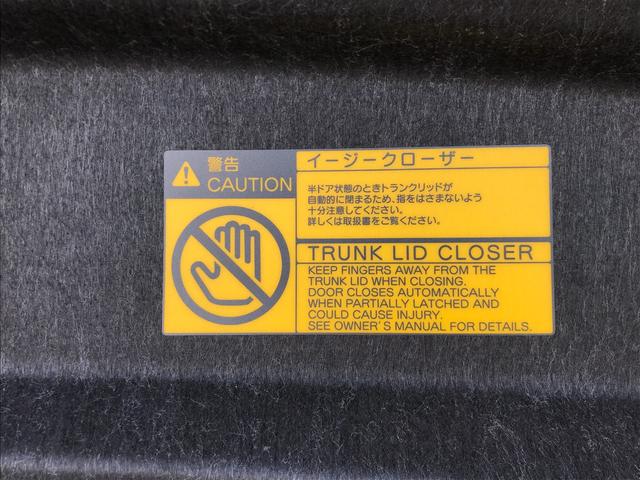 警告
CAUTION
イージークローザー
半ドア状態のときトランクリッドが
自動的に閉まるため、指をはさまないよう
十分注意してください。
詳しくは取扱書をご覧ください。
TRUNK LID CLOSER
KEEP FINGERS AWAY FROM THE
TRUNK LID WHEN CLOSING.
DOOR CLOSES AUTOMATICALLY
WHEN PARTIALLY LATCHED AND
COULD CAUSE INJURY.
SEE OWNER'S MANUAL FOR DETAILS.